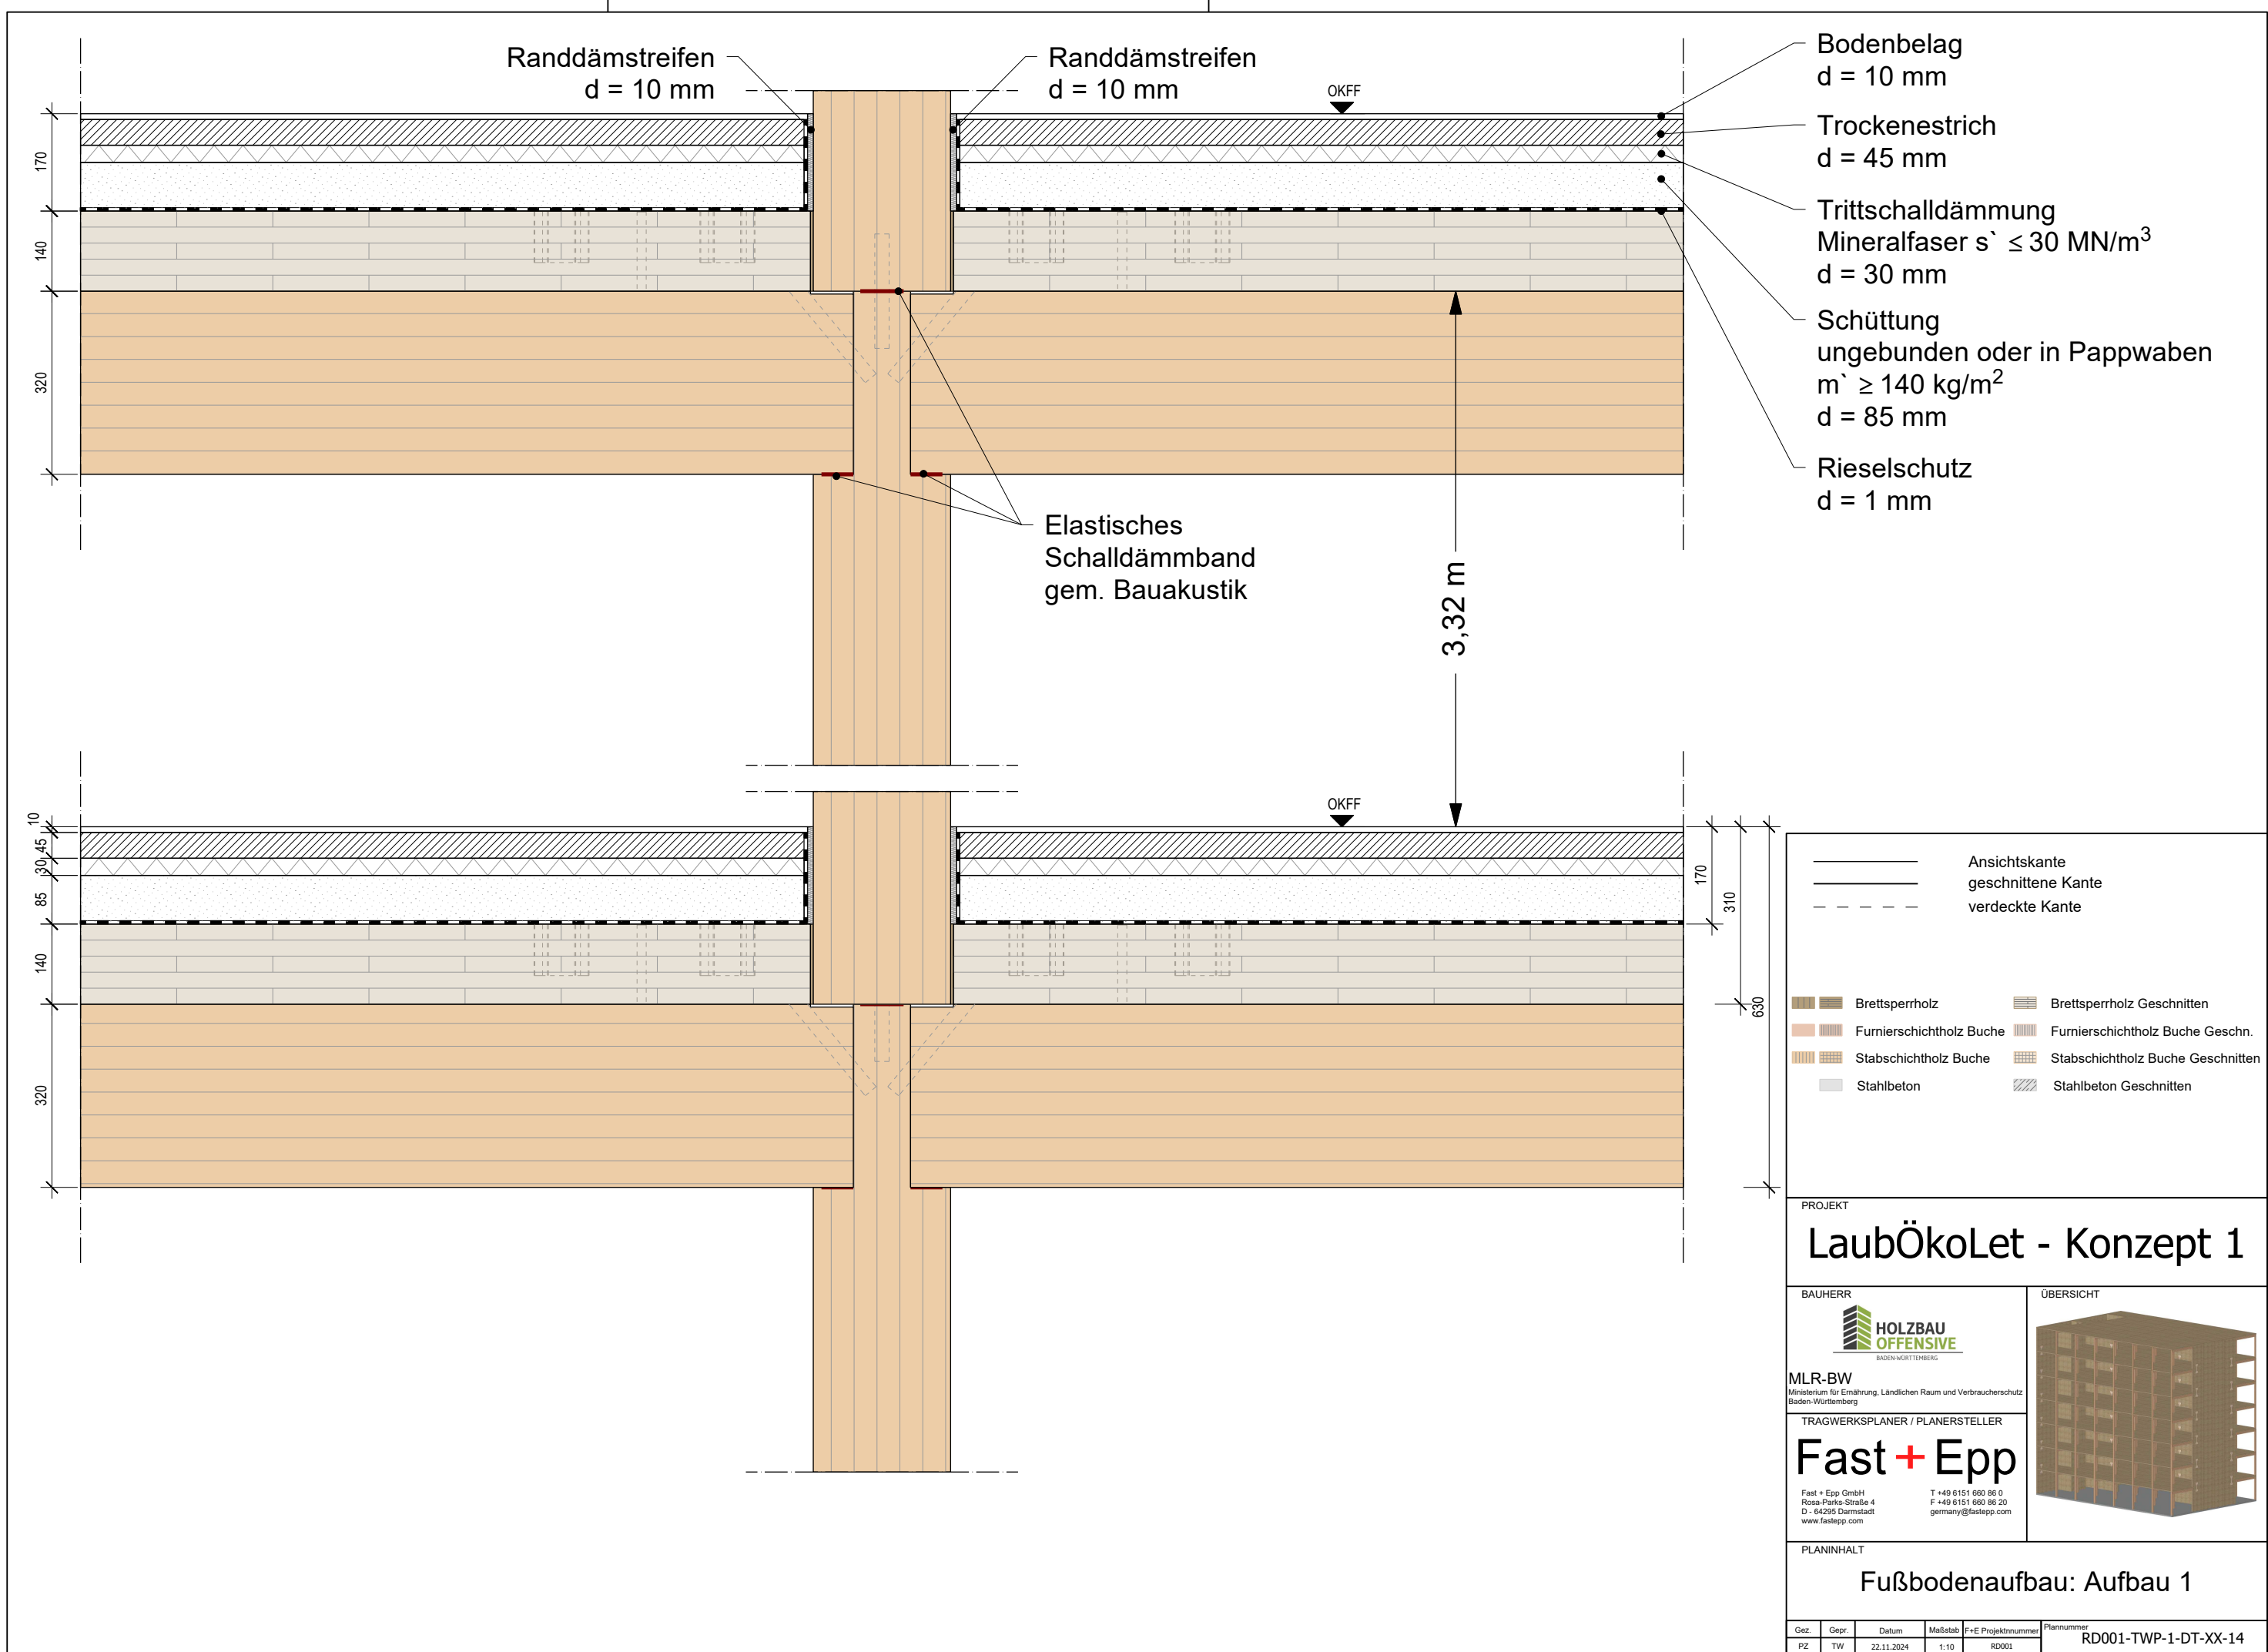 Randdämstreifen
d = 10 mm
Randdämstreifen
d = 10 mm
OKFF
Bodenbelag
d = 10 mm
Trockenestrich
d = 45 mm
Trittschalldämmung
Mineralfaser s` ≤ 30 MN/m³
d = 30 mm
Schüttung
ungebunden oder in Pappwaben
m` ≥ 140 kg/m²
d = 85 mm
Rieselschutz
d = 1 mm
170
140
320
Elastisches
Schalldämmband
gem. Bauakustik
3,32 m
OKFF
10
45
30
85
140
320
170
310
630
Ansichtskante
geschnittene Kante
verdeckte Kante
Brettsperrholz
Brettsperrholz Geschnitten
Furnierschichtholz Buche
Furnierschichtholz Buche Geschn.
Stabschichtholz Buche
Stabschichtholz Buche Geschnitten
Stahlbeton
Stahlbeton Geschnitten
PROJEKT
LaubÖkoLet - Konzept 1
BAUHERR
HOLZBAU
OFFENSIVE
BADEN-WÜRTTEMBERG
MLR-BW
Ministerium für Ernährung, Ländlichen Raum und Verbraucherschutz
Baden-Württemberg
ÜBERSICHT
TRAGWERKSPLANER / PLANERSTELLER
Fast + Epp
Fast + Epp GmbH
Rosa-Parks-Straße 4
D - 64295 Darmstadt
www.fastepp.com
T +49 6151 660 86 0
F +49 6151 660 86 20
germany@fastepp.com
PLANINHALT
Fußbodenaufbau: Aufbau 1
Gez. Gepr. Datum Maßstab F+E Projektnnummer Plannummer
PZ TW 22.11.2024 1:10 RD001 RD001-TWP-1-DT-XX-14